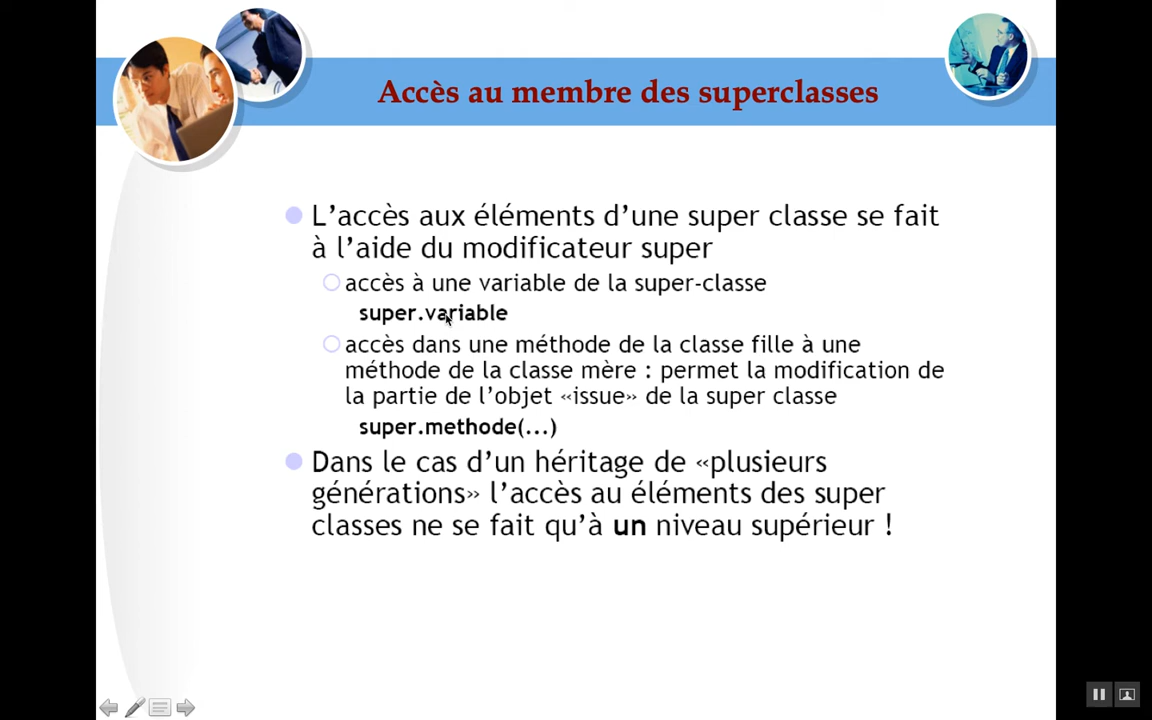 Accès au membre des superclasses
L’accès aux éléments d’une super classe se fait
à l’aide du modificateur super
accès à une variable de la super-classe
super.variable
accès dans une méthode de la classe fille à une
méthode de la classe mère : permet la modification de
la partie de l’objet «issue» de la super classe
super.methode(...)
Dans le cas d’un héritage de «plusieurs
générations» l’accès au éléments des super
classes ne se fait qu’à un niveau supérieur !